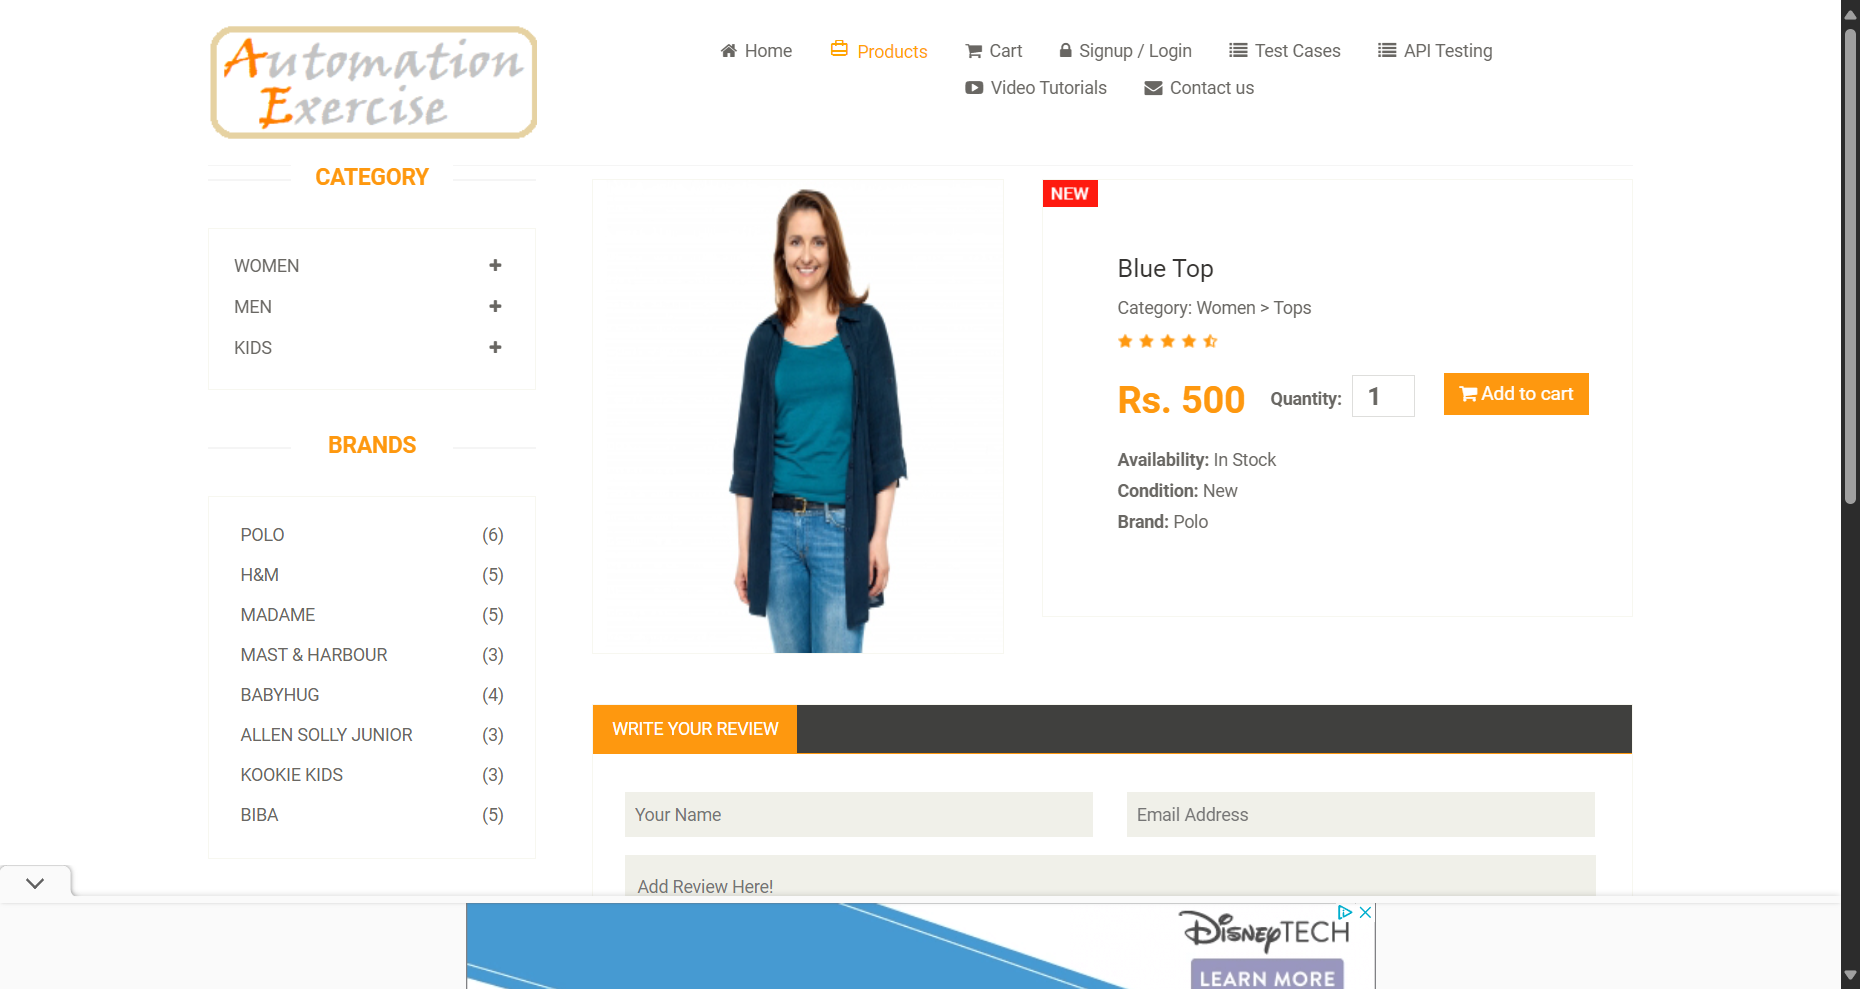 Automation
Exercise
Home
Products
Cart
Signup / Login
Test Cases
API Testing
Video Tutorials
Contact us
CATEGORY
WOMEN
MEN
KIDS
BRANDS
POLO (6)
H&M (5)
MADAME (5)
MAST & HARBOUR (3)
BABYHUG (4)
ALLEN SOLLY JUNIOR (3)
KOOKIE KIDS (3)
BIBA (5)
NEW
Blue Top
Category: Women > Tops
Rs. 500 Quantity: 1 Add to cart
Availability: In Stock
Condition: New
Brand: Polo
WRITE YOUR REVIEW
Your Name
Email Address
Add Review Here!
DISNEYTECH
LEARN MORE